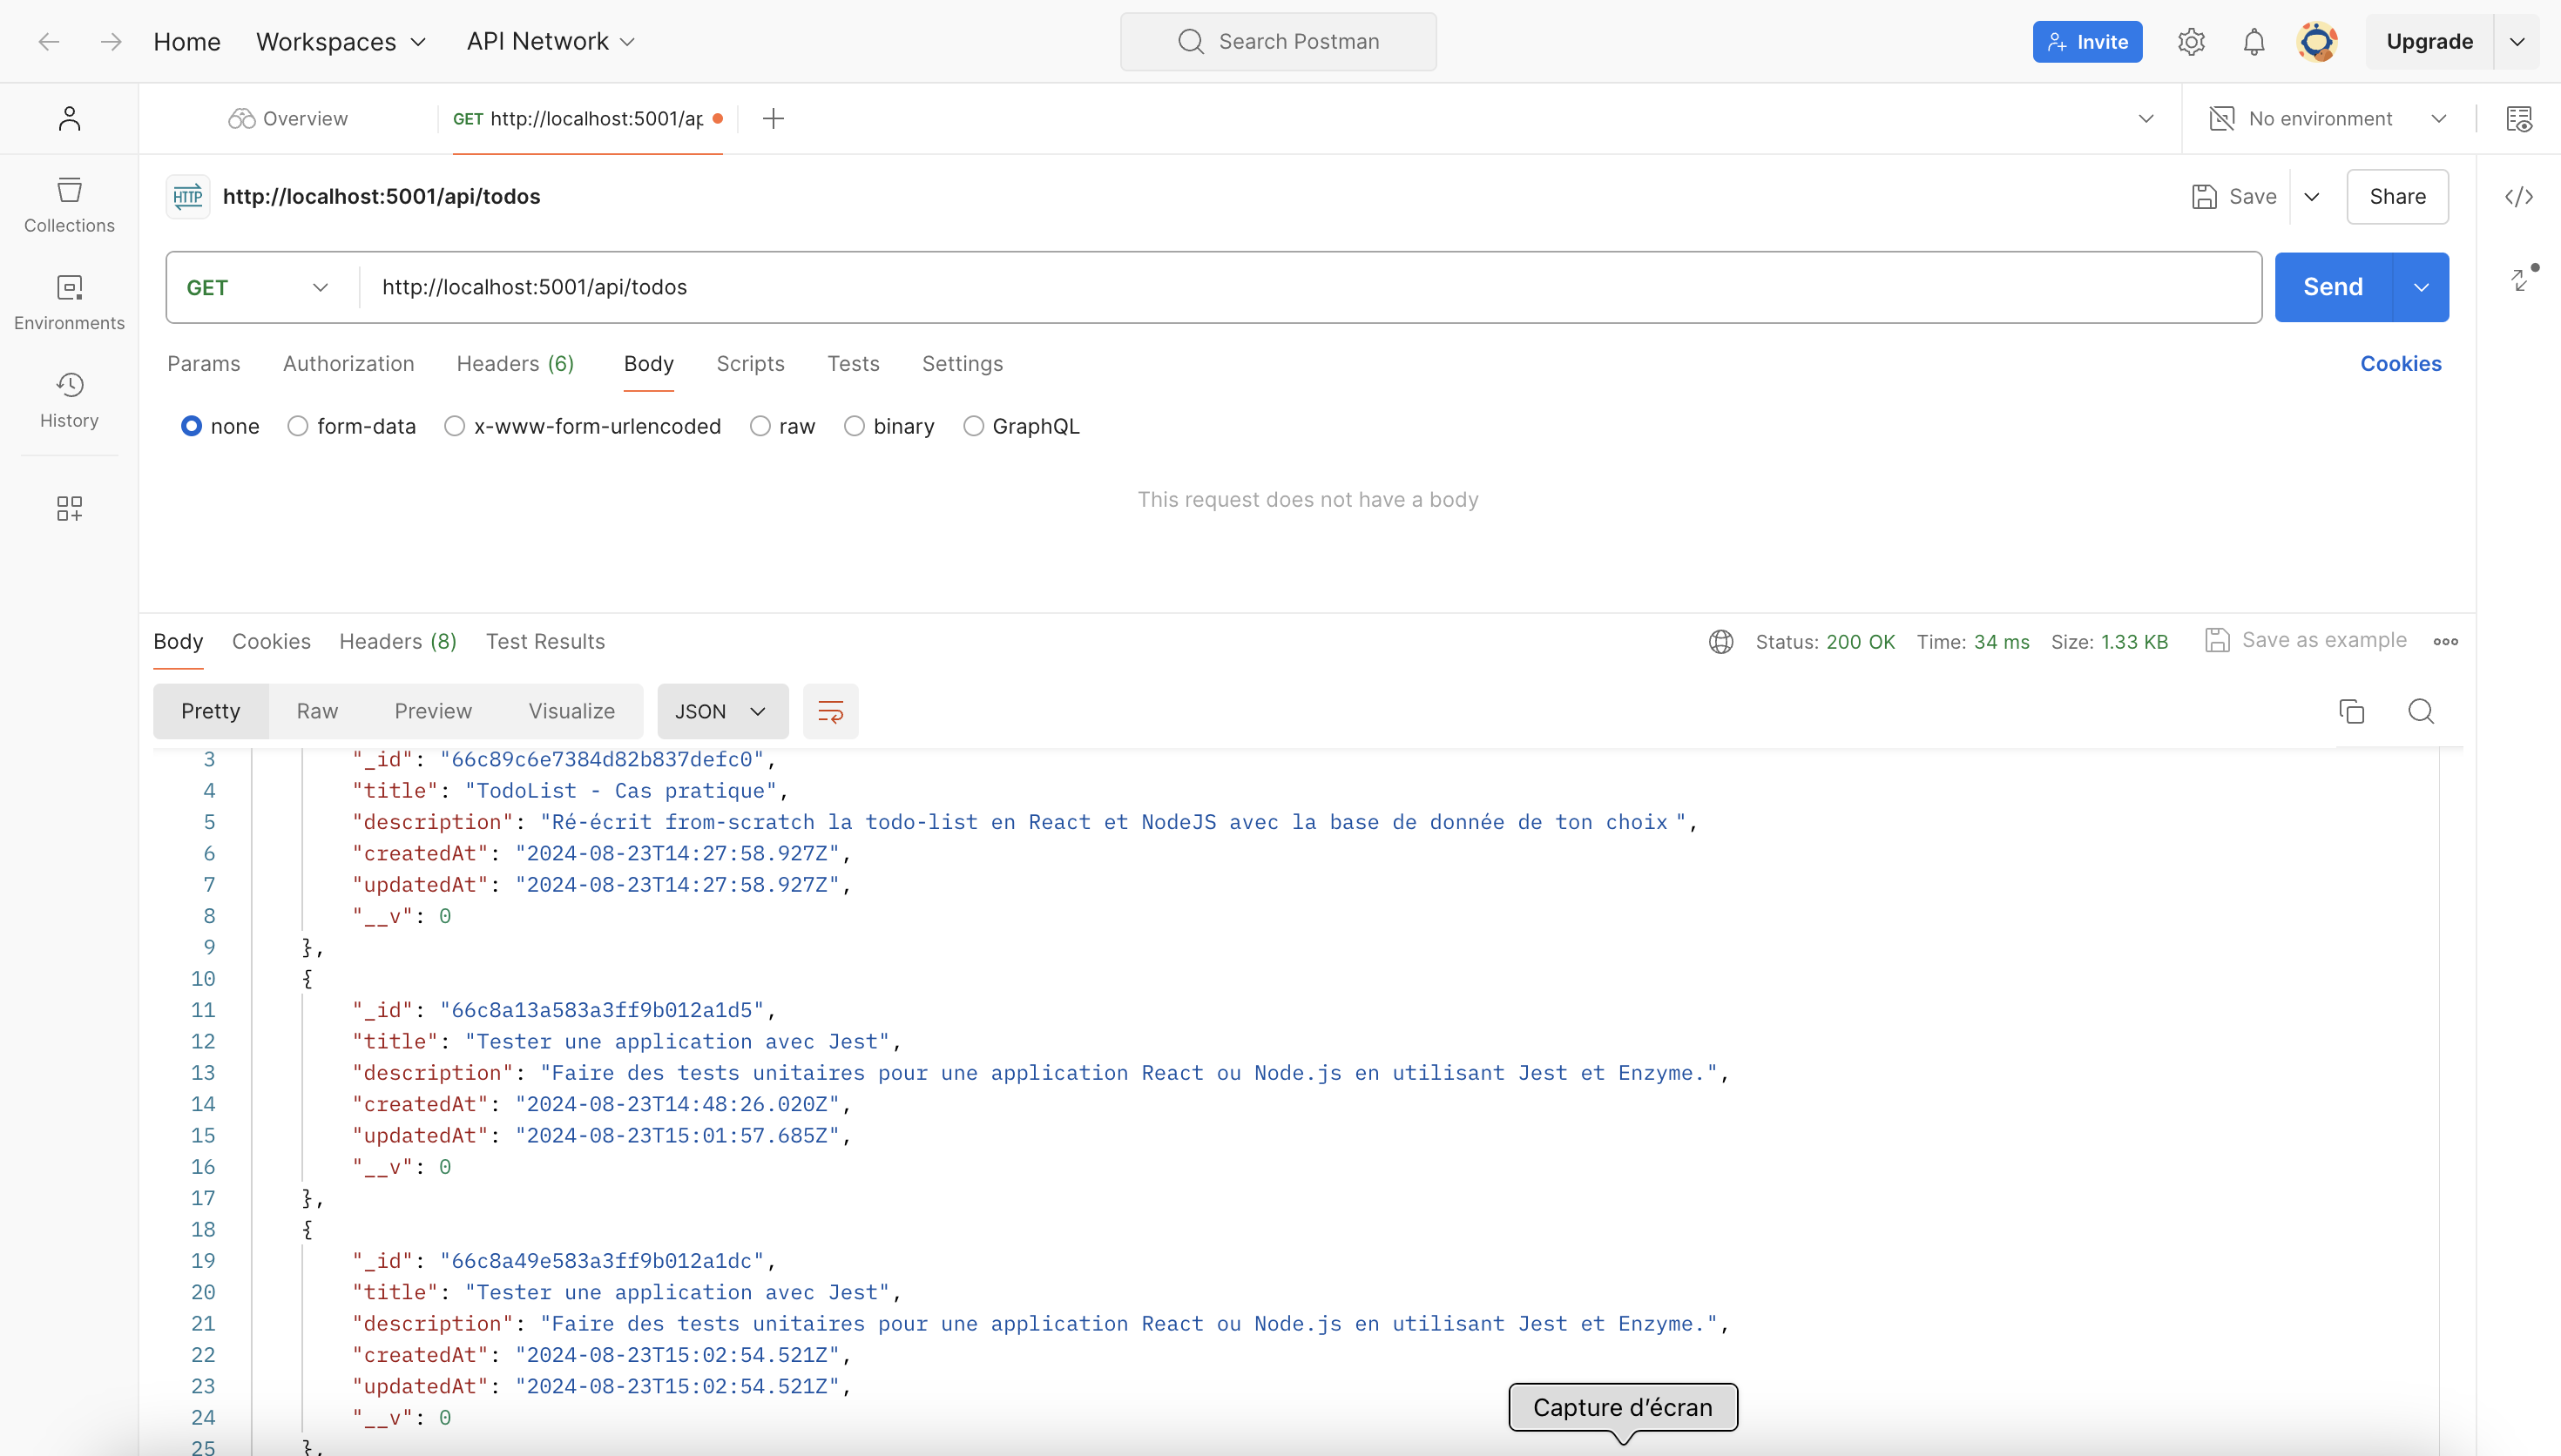 Home Workspaces API Network Search Postman Invite Upgrade
Overview GET http://localhost:5001/ap No environment
HTTP http://localhost:5001/api/todos Save Share
Collections
GET http://localhost:5001/api/todos Send
Environments
Params Authorization Headers (6) Body Scripts Tests Settings Cookies
History
none form-data x-www-form-urlencoded raw binary GraphQL
This request does not have a body
Body Cookies Headers (8) Test Results Status: 200 OK Time: 34 ms Size: 1.33 KB Save as example
Pretty Raw Preview Visualize JSON
3 "_id": "66c89c6e7384d82b837defc0",
4 "title": "TodoList - Cas pratique",
5 "description": "Ré-écrit from-scratch la todo-list en React et NodeJS avec la base de donnée de ton choix ",
6 "createdAt": "2024-08-23T14:27:58.927Z",
7 "updatedAt": "2024-08-23T14:27:58.927Z",
8 "__v": 0
9 },
10 {
11 "_id": "66c8a13a583a3ff9b012a1d5",
12 "title": "Tester une application avec Jest",
13 "description": "Faire des tests unitaires pour une application React ou Node.js en utilisant Jest et Enzyme.",
14 "createdAt": "2024-08-23T14:48:26.020Z",
15 "updatedAt": "2024-08-23T15:01:57.685Z",
16 "__v": 0
17 },
18 {
19 "_id": "66c8a49e583a3ff9b012a1dc",
20 "title": "Tester une application avec Jest",
21 "description": "Faire des tests unitaires pour une application React ou Node.js en utilisant Jest et Enzyme.",
22 "createdAt": "2024-08-23T15:02:54.521Z",
23 "updatedAt": "2024-08-23T15:02:54.521Z",
24 "__v": 0
Capture d’écran
25 },